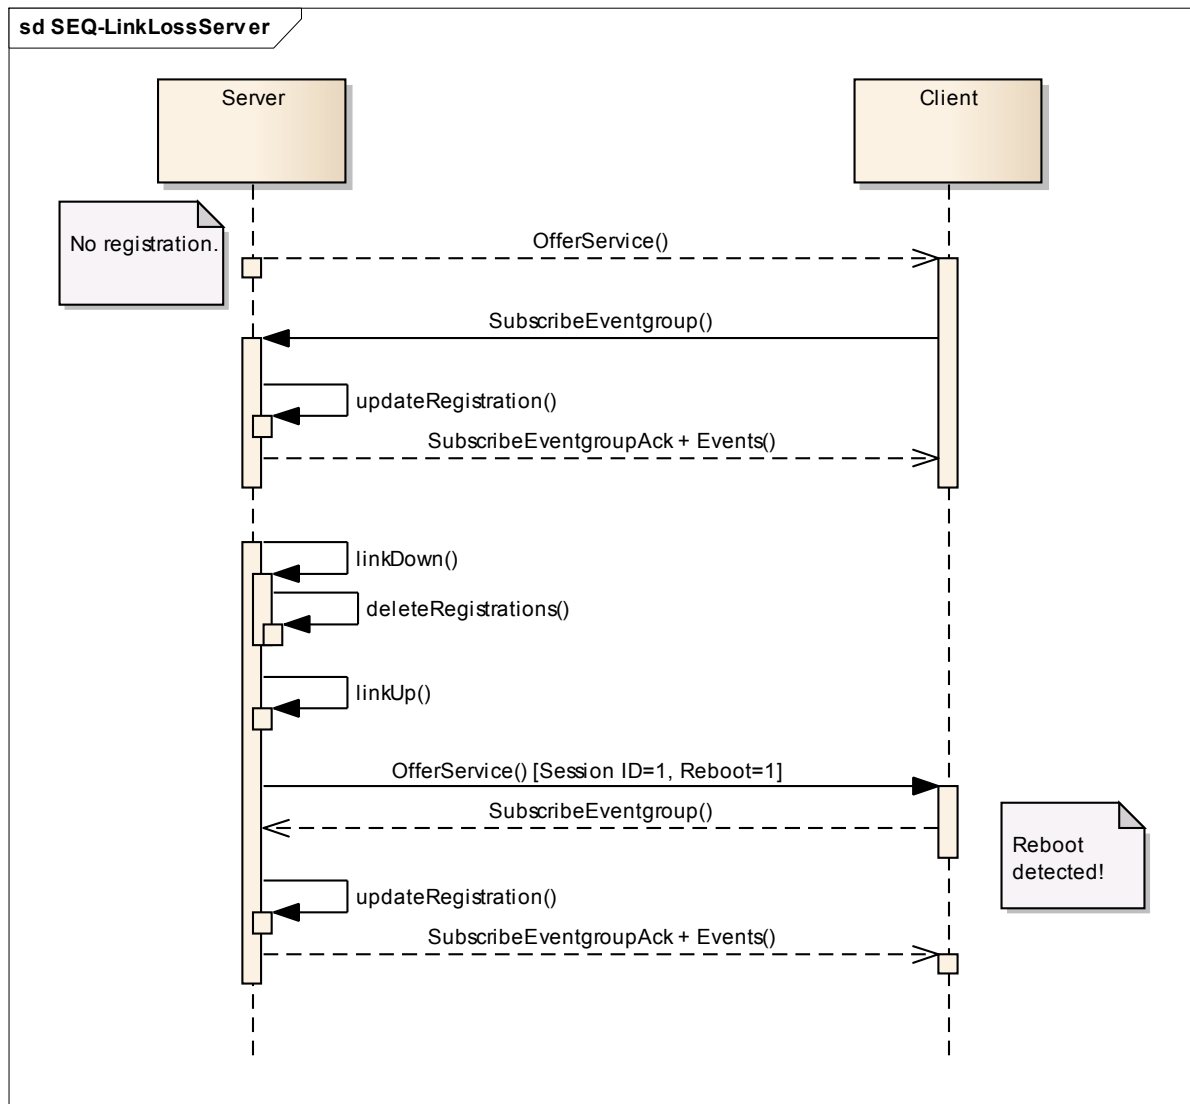 sd SEQ-LinkLossServer
Server
Client
No registration.
OfferService()
SubscribeEventgroup()
updateRegistration()
SubscribeEventgroupAck + Events()
linkDown()
deleteRegistrations()
linkUp()
OfferService() [Session ID=1, Reboot=1]
SubscribeEventgroup()
Reboot
detected!
updateRegistration()
SubscribeEventgroupAck + Events()